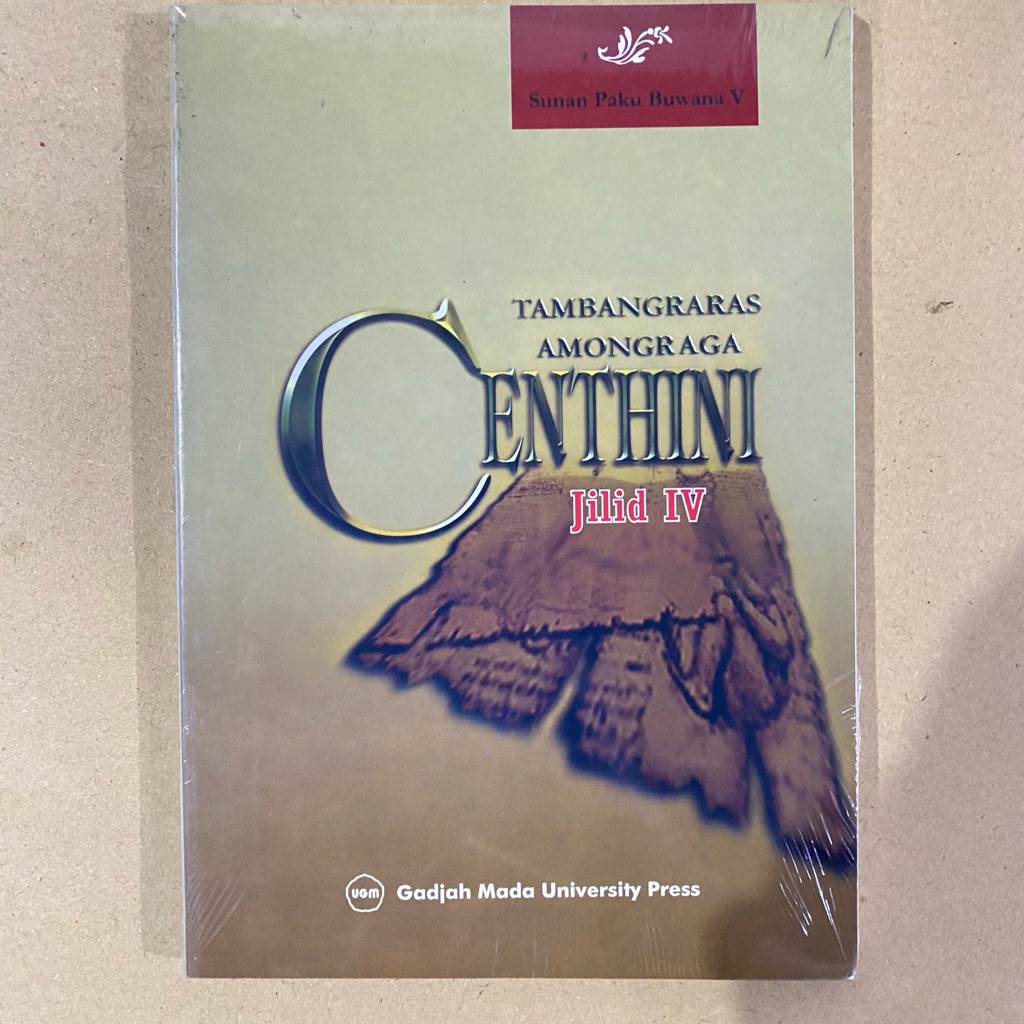 Sunan Paku Buwana V
TAMBANGRARAS
AMONGRAGA
CENTHINI
Jilid IV
UGM Gadjah Mada University Press